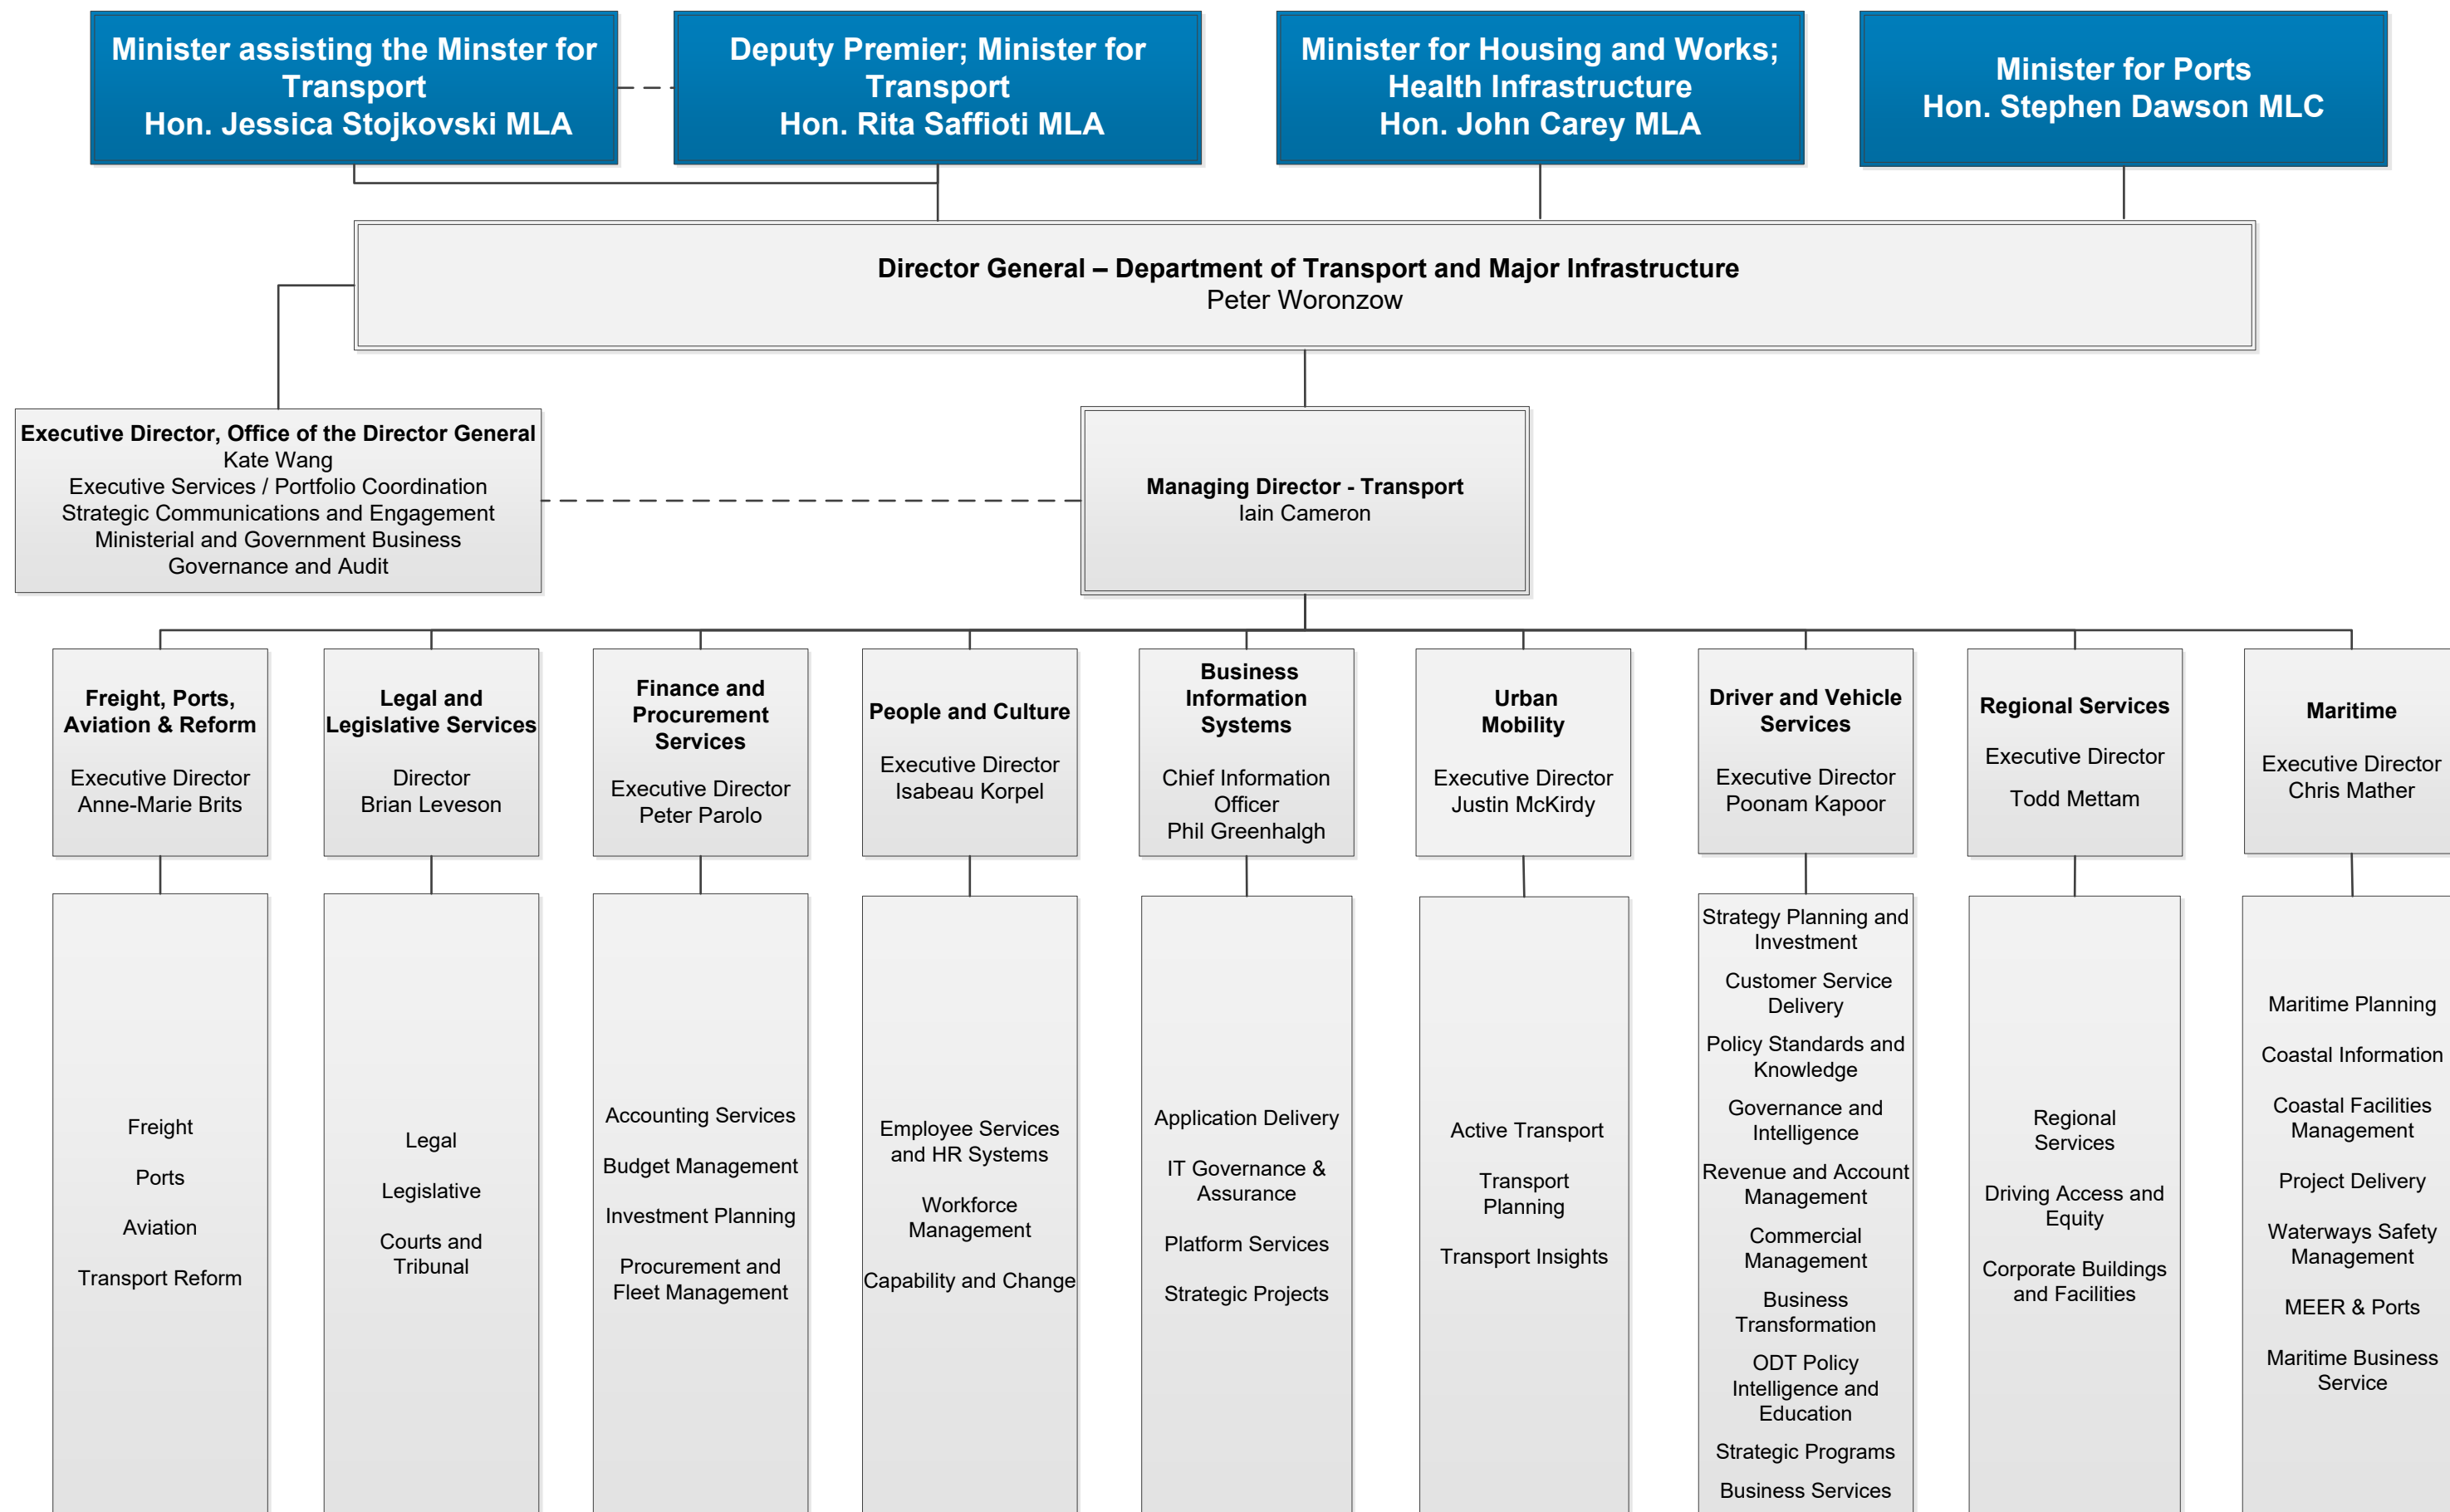 Minister assisting the Minster for
Transport
Hon. Jessica Stojkovski MLA
Deputy Premier; Minister for
Transport
Hon. Rita Saffioti MLA
Minister for Housing and Works;
Health Infrastructure
Hon. John Carey MLA
Minister for Ports
Hon. Stephen Dawson MLC
Director General – Department of Transport and Major Infrastructure
Peter Woronzow
Executive Director, Office of the Director General
Kate Wang
Executive Services / Portfolio Coordination
Strategic Communications and Engagement
Ministerial and Government Business
Governance and Audit
Managing Director - Transport
Iain Cameron
Freight, Ports,
Aviation & Reform
Executive Director
Anne-Marie Brits
Legal and
Legislative Services
Director
Brian Leveson
Finance and
Procurement
Services
Executive Director
Peter Parolo
People and Culture
Executive Director
Isabeau Korpel
Business
Information
Systems
Chief Information
Officer
Phil Greenhalgh
Urban
Mobility
Executive Director
Justin McKirdy
Driver and Vehicle
Services
Executive Director
Poonam Kapoor
Regional Services
Executive Director
Todd Mettam
Maritime
Executive Director
Chris Mather
Freight
Ports
Aviation
Transport Reform
Legal
Legislative
Courts and
Tribunal
Accounting Services
Budget Management
Investment Planning
Procurement and
Fleet Management
Employee Services
and HR Systems
Workforce
Management
Capability and Change
Application Delivery
IT Governance &
Assurance
Platform Services
Strategic Projects
Active Transport
Transport
Planning
Transport Insights
Strategy Planning and
Investment
Customer Service
Delivery
Policy Standards and
Knowledge
Governance and
Intelligence
Revenue and Account
Management
Commercial
Management
Business
Transformation
ODT Policy
Intelligence and
Education
Strategic Programs
Business Services
Regional
Services
Driving Access and
Equity
Corporate Buildings
and Facilities
Maritime Planning
Coastal Information
Coastal Facilities
Management
Project Delivery
Waterways Safety
Management
MEER & Ports
Maritime Business
Service